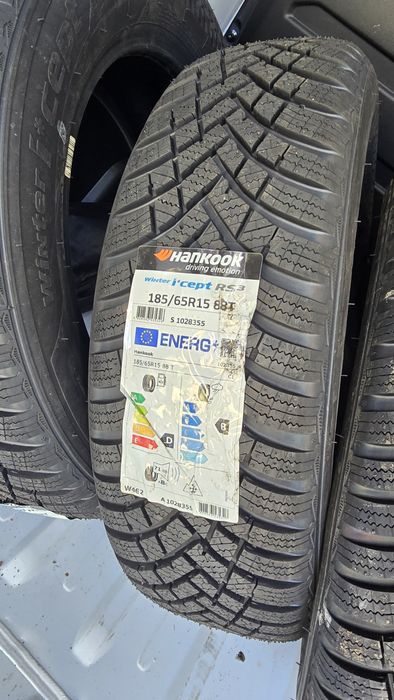 Winter i*cept
HANKOOK
driving emotion
winter i*cept RS3
185/65R15 88T
S 1028355
ENERG
Hankook
1028355
185/65R15 88 T
A
D
B
E
71
W462
A 1028355